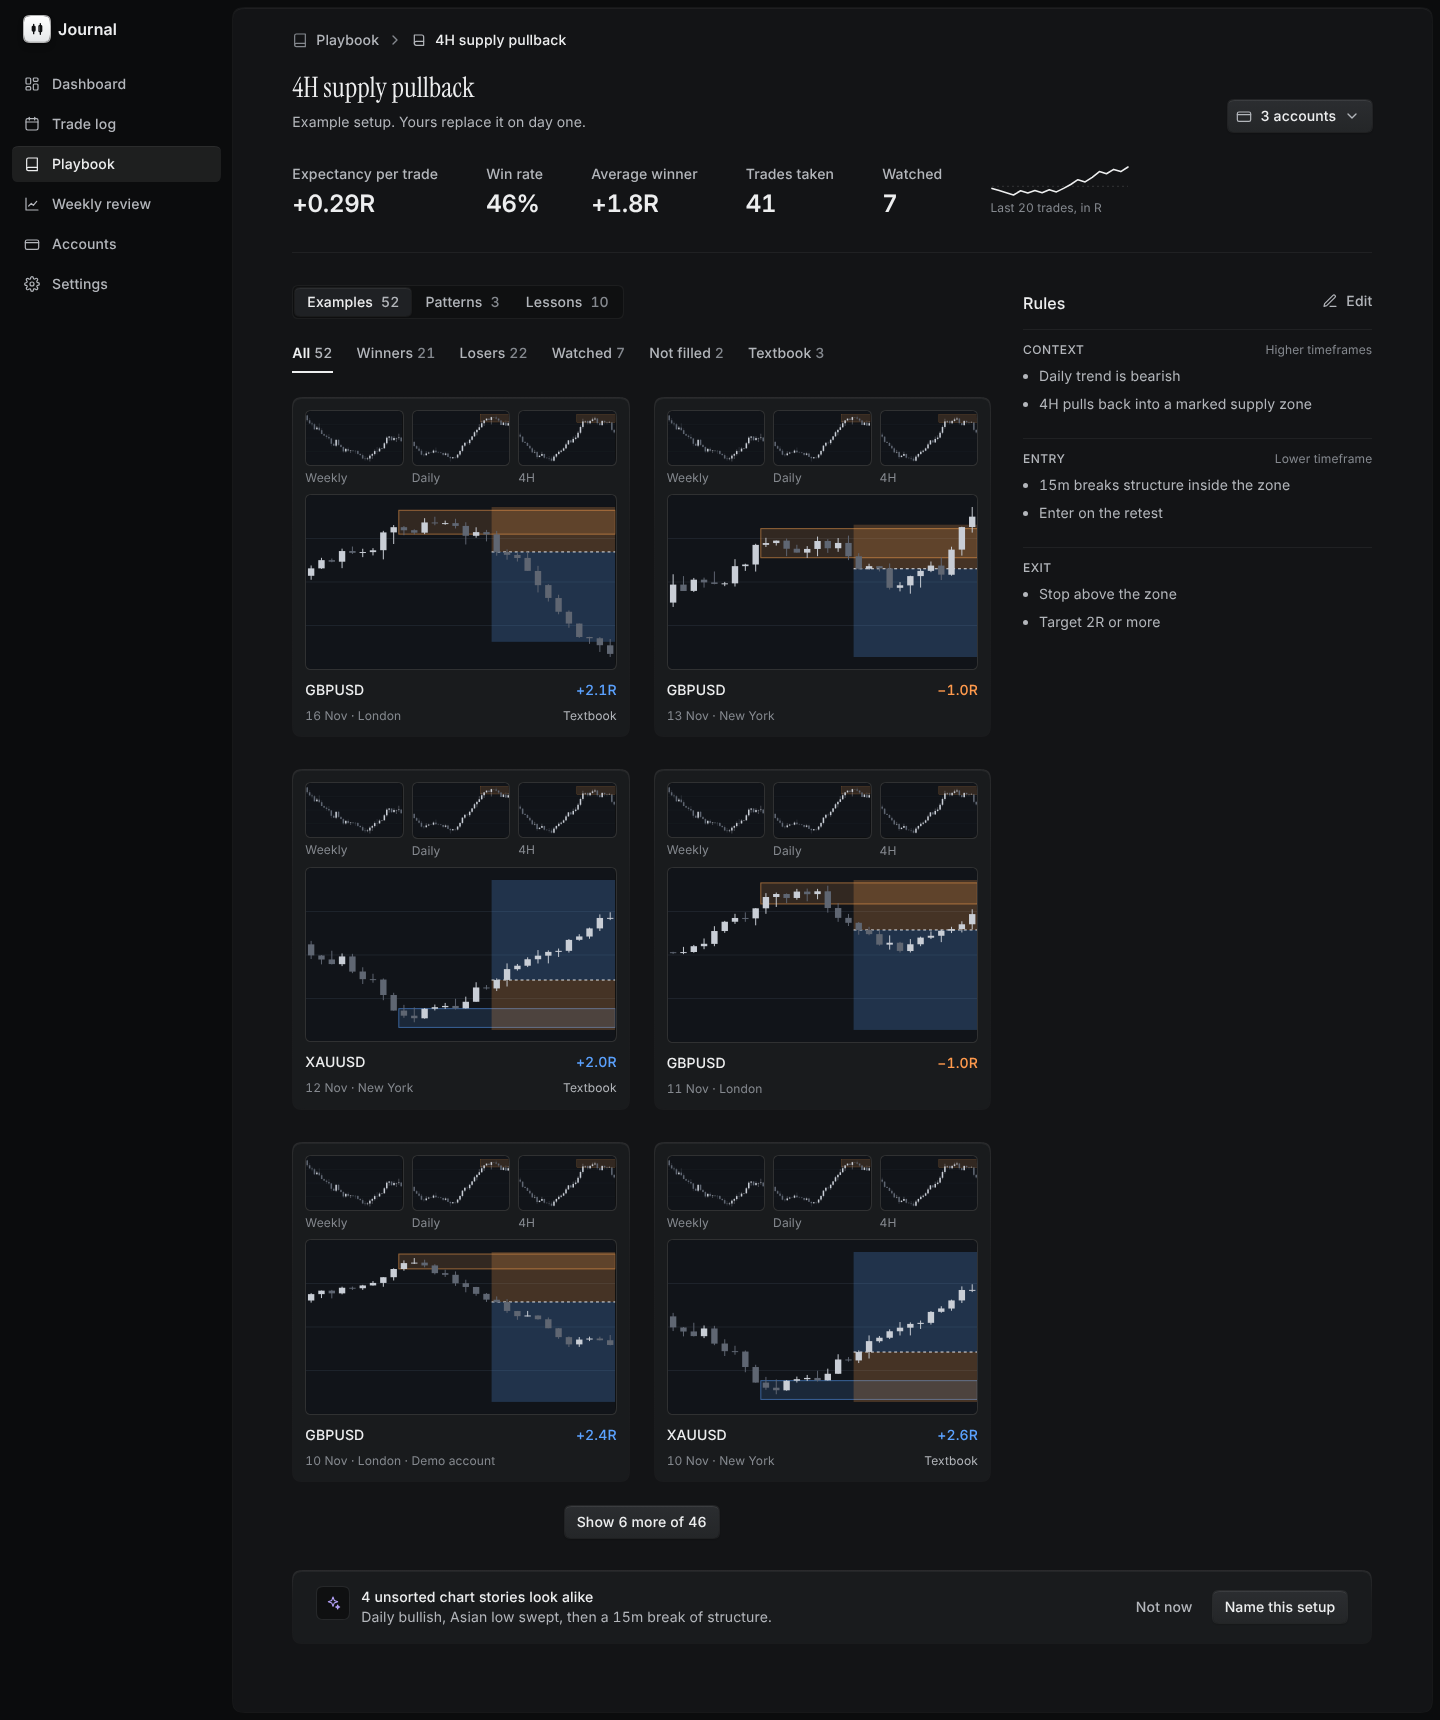 Journal
Dashboard
Trade log
Playbook
Weekly review
Accounts
Settings
Playbook
4H supply pullback
4H supply pullback
Example setup. Yours replace it on day one.
3 accounts
Expectancy per trade
+0.29R
Win rate
46%
Average winner
+1.8R
Trades taken
41
Watched
7
Last 20 trades, in R
Examples 52
Patterns 3
Lessons 10
All 52
Winners 21
Losers 22
Watched 7
Not filled 2
Textbook 3
Weekly
Daily
4H
GBPUSD
+2.1R
16 Nov · London
Textbook
Weekly
Daily
4H
GBPUSD
−1.0R
13 Nov · New York
Weekly
Daily
4H
XAUUSD
+2.0R
12 Nov · New York
Textbook
Weekly
Daily
4H
GBPUSD
−1.0R
11 Nov · London
Weekly
Daily
4H
GBPUSD
+2.4R
10 Nov · London · Demo account
Weekly
Daily
4H
XAUUSD
+2.6R
10 Nov · New York
Textbook
Show 6 more of 46
Rules
Edit
CONTEXT
Higher timeframes
• Daily trend is bearish
• 4H pulls back into a marked supply zone
ENTRY
Lower timeframe
• 15m breaks structure inside the zone
• Enter on the retest
EXIT
• Stop above the zone
• Target 2R or more
4 unsorted chart stories look alike
Daily bullish, Asian low swept, then a 15m break of structure.
Not now
Name this setup